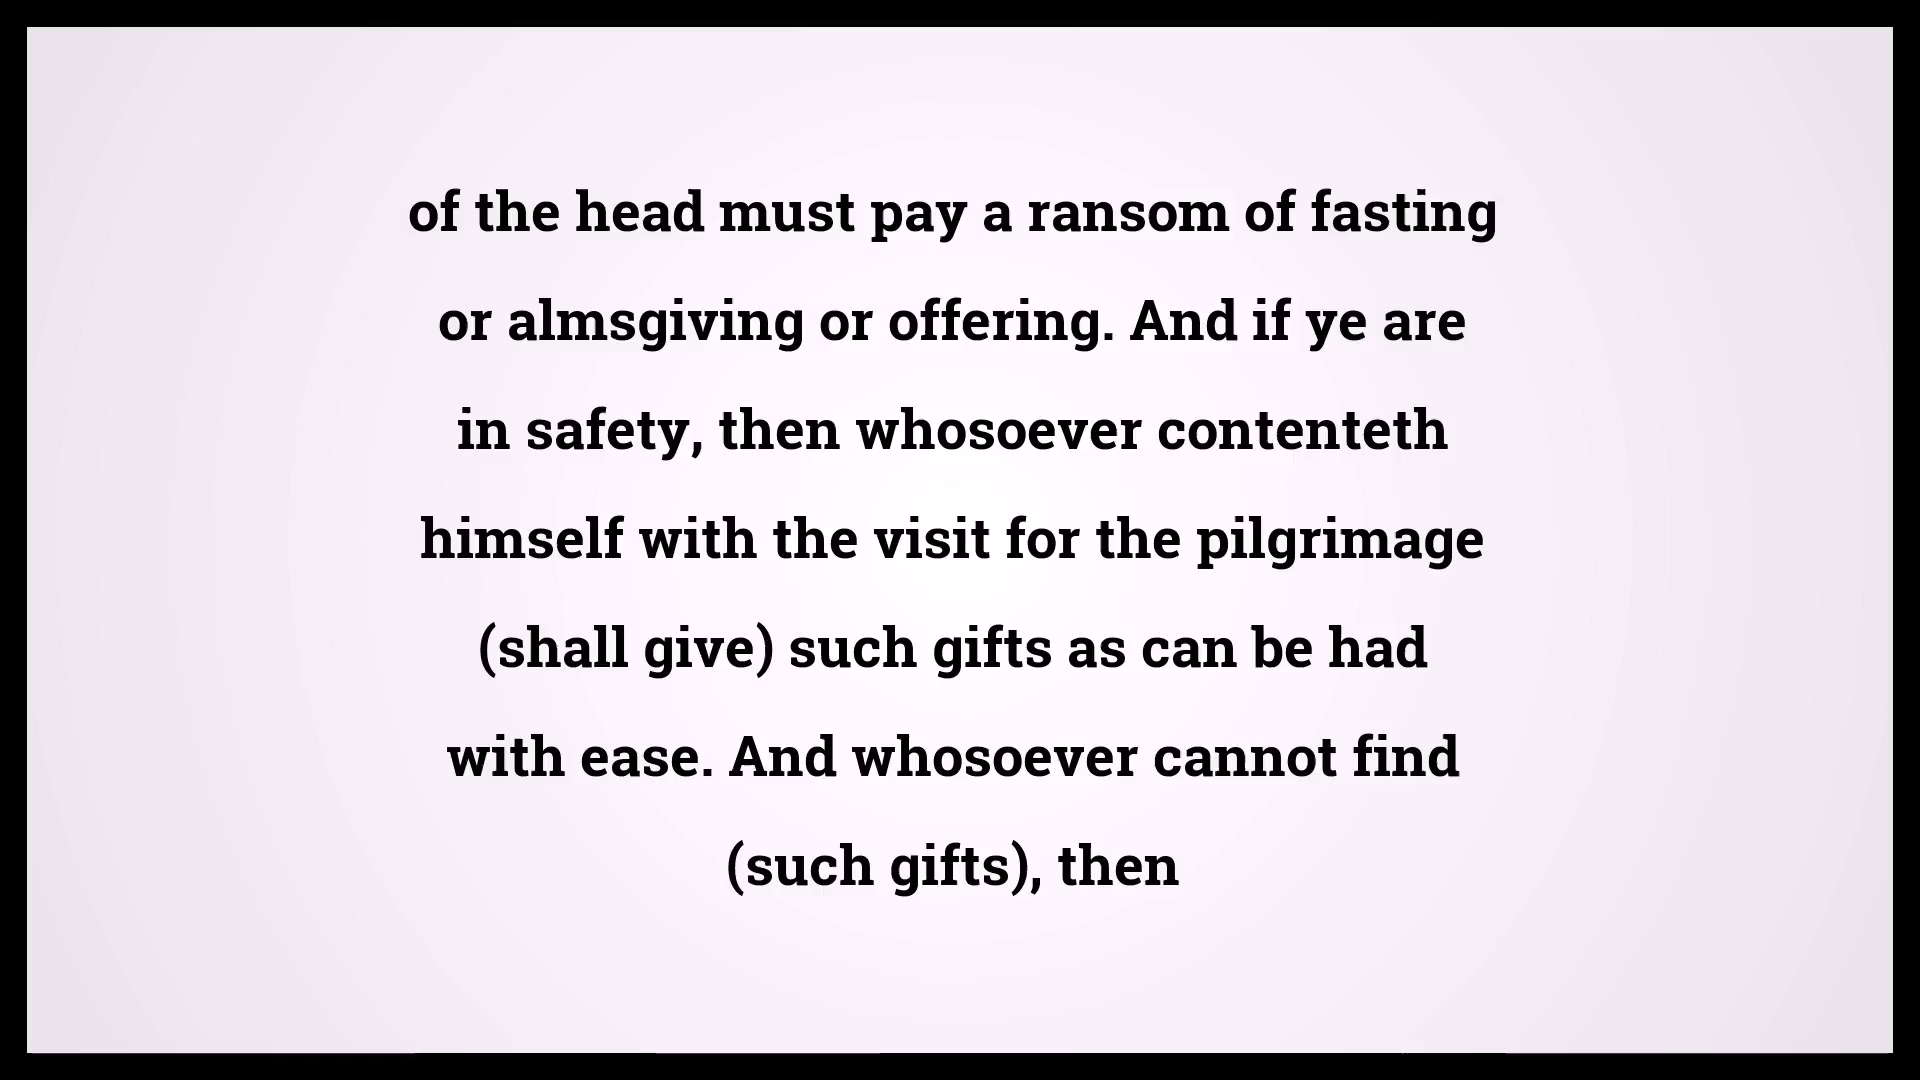 of the head must pay a ransom of fasting
or almsgiving or offering. And if ye are
in safety, then whosoever contenteth
himself with the visit for the pilgrimage
(shall give) such gifts as can be had
with ease. And whosoever cannot find
(such gifts), then